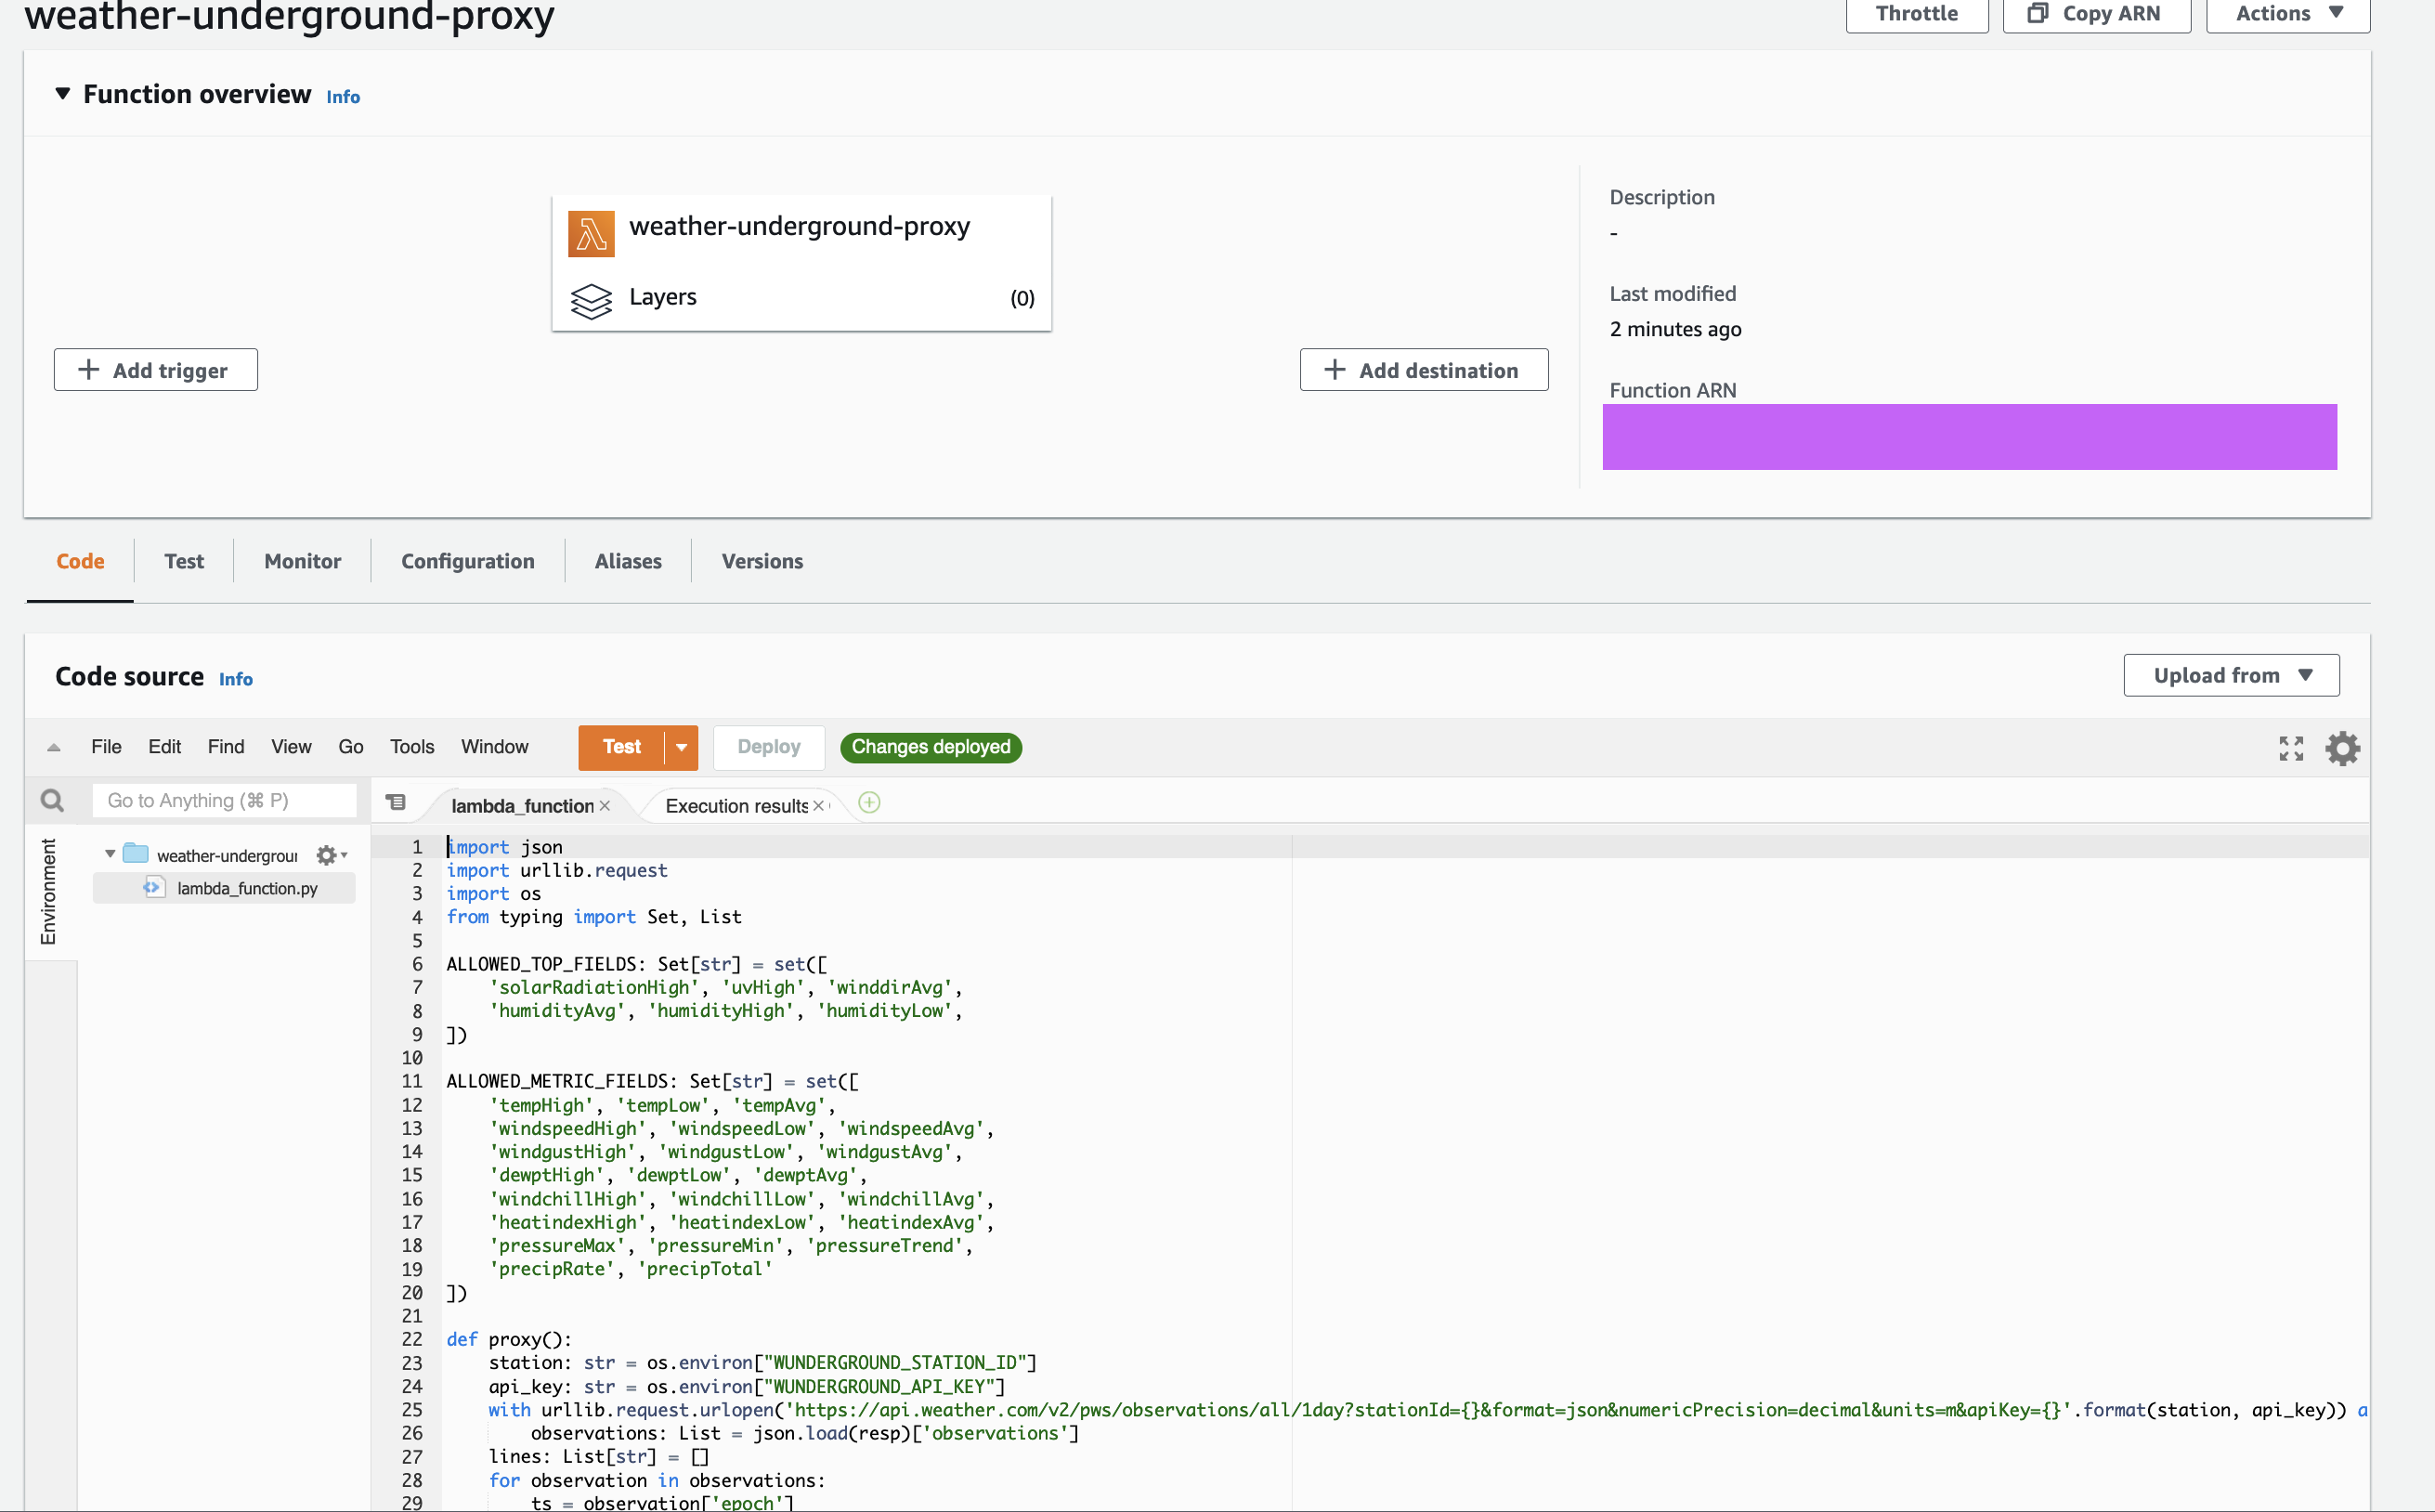 weather-underground-proxy
Throttle
Copy ARN
Actions
Function overview Info
weather-underground-proxy
Layers (0)
Add trigger
Add destination
Description
-
Last modified
2 minutes ago
Function ARN
Code Test Monitor Configuration Aliases Versions
Code source Info
Upload from
File Edit Find View Go Tools Window Test Deploy Changes deployed
Go to Anything (⌘ P)
Environment
weather-undergrour
lambda_function.py
lambda_function Execution results
1 import json
2 import urllib.request
3 import os
4 from typing import Set, List
5
6 ALLOWED_TOP_FIELDS: Set[str] = set([
7     'solarRadiationHigh', 'uvHigh', 'winddirAvg',
8     'humidityAvg', 'humidityHigh', 'humidityLow',
9 ])
10
11 ALLOWED_METRIC_FIELDS: Set[str] = set([
12     'tempHigh', 'tempLow', 'tempAvg',
13     'windspeedHigh', 'windspeedLow', 'windspeedAvg',
14     'windgustHigh', 'windgustLow', 'windgustAvg',
15     'dewptHigh', 'dewptLow', 'dewptAvg',
16     'windchillHigh', 'windchillLow', 'windchillAvg',
17     'heatindexHigh', 'heatindexLow', 'heatindexAvg',
18     'pressureMax', 'pressureMin', 'pressureTrend',
19     'precipRate', 'precipTotal'
20 ])
21
22 def proxy():
23     station: str = os.environ["WUNDERGROUND_STATION_ID"]
24     api_key: str = os.environ["WUNDERGROUND_API_KEY"]
25     with urllib.request.urlopen('https://api.weather.com/v2/pws/observations/all/1day?stationId={}&format=json&numericPrecision=decimal&units=m&apiKey={}'.format(station, api_key)) a
26         observations: List = json.load(resp)['observations']
27     lines: List[str] = []
28     for observation in observations:
29         ts = observation['epoch']